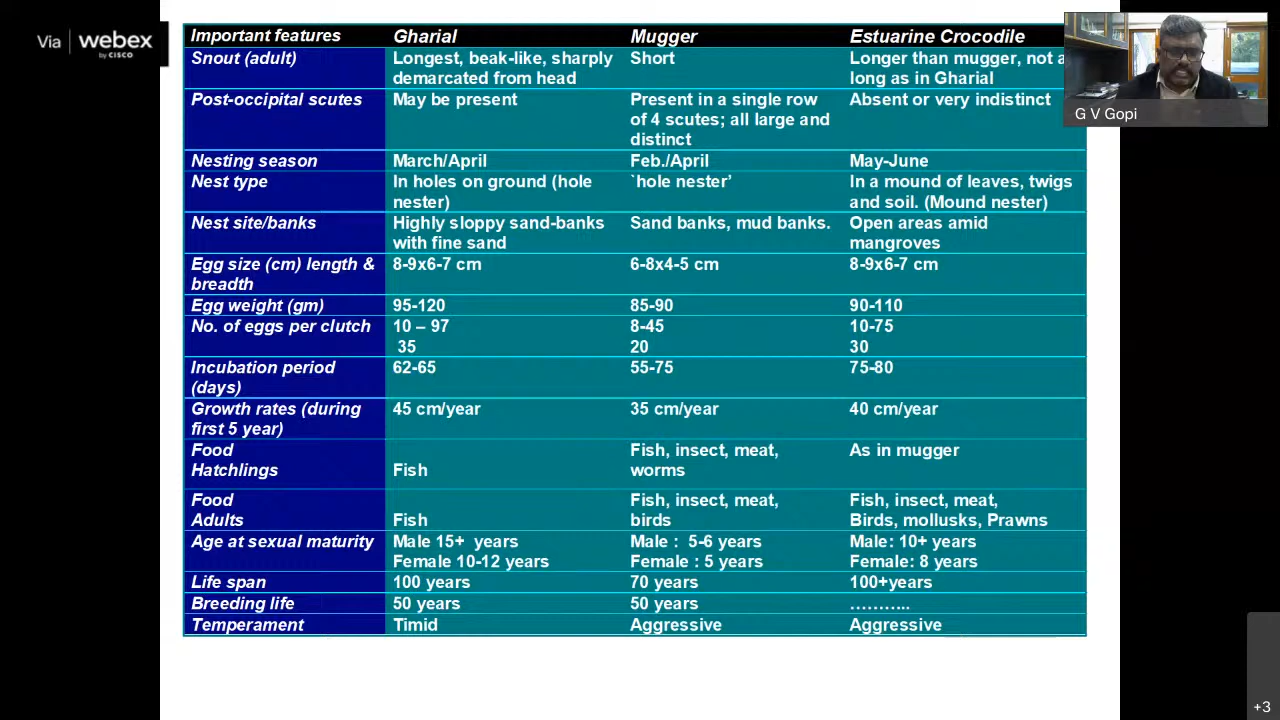 Via webex
by CISCO
Important features Gharial Mugger Estuarine Crocodile
Snout (adult) Longest, beak-like, sharply Short Longer than mugger, not a
demarcated from head long as in Gharial
Post-occipital scutes May be present Present in a single row Absent or very indistinct
of 4 scutes; all large and
distinct
Nesting season March/April Feb./April May-June
Nest type In holes on ground (hole `hole nester’ In a mound of leaves, twigs
nester). and soil. (Mound nester)
Nest site/banks Highly sloppy sand-banks Sand banks, mud banks. Open areas amid
with fine sand mangroves
Egg size (cm) length & 8-9x6-7 cm 6-8x4-5 cm 8-9x6-7 cm
breadth
Egg weight (gm) 95-120 85-90 90-110
No. of eggs per clutch 10 – 97 8-45 10-75
35 20 30
Incubation period 62-65 55-75 75-80
(days)
Growth rates (during 45 cm/year 35 cm/year 40 cm/year
first 5 year)
Food Fish, insect, meat, As in mugger
Hatchlings Fish worms
Food Fish, insect, meat, Fish, insect, meat,
Adults Fish birds Birds, mollusks, Prawns
Age at sexual maturity Male 15+ years Male : 5-6 years Male: 10+ years
Female 10-12 years Female : 5 years Female: 8 years
Life span 100 years 70 years 100+years
Breeding life 50 years 50 years ………..
Temperament Timid Aggressive Aggressive
G V Gopi
+3